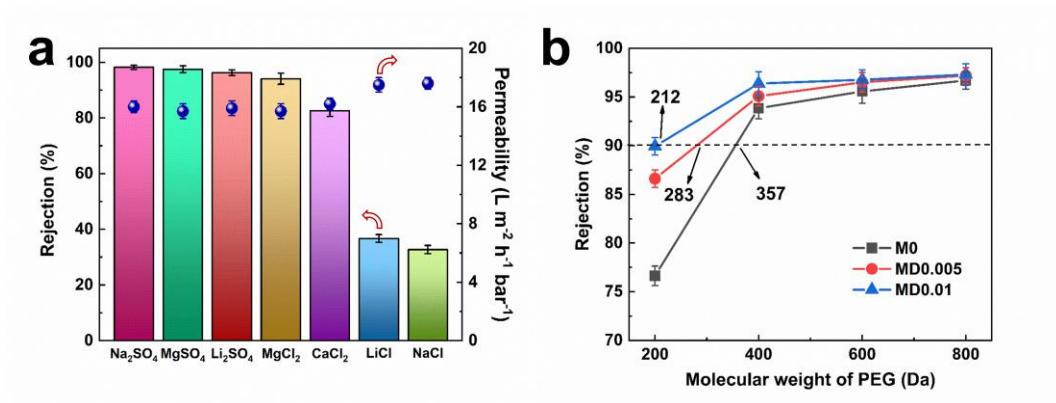 a
Rejection (%)
100
80
60
40
20
0
20
16
12
8
4
0
Permeability (L m⁻² h⁻¹ bar⁻¹)
Na₂SO₄ MgSO₄ Li₂SO₄ MgCl₂ CaCl₂ LiCl NaCl
b
Rejection (%)
100
95
90
85
80
75
70
212
283
357
M0
MD0.005
MD0.01
200 400 600 800
Molecular weight of PEG (Da)